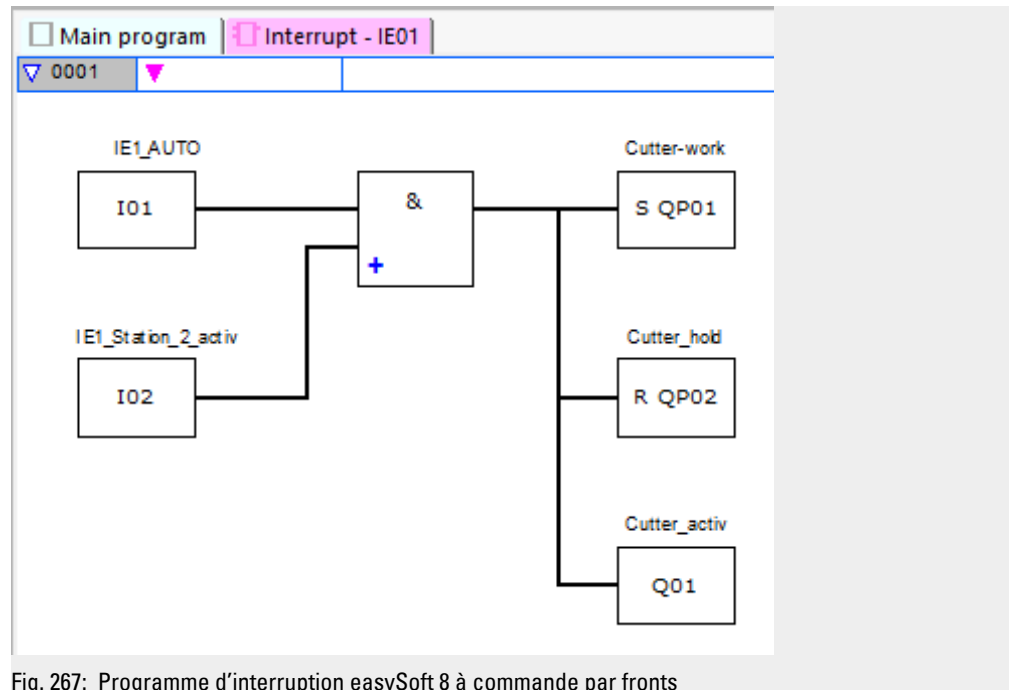 Main program Interrupt - IE01
0001
IE1_AUTO Cutter-work
I01 & S QP01
+
IE1_Station_2_activ Cutter_hold
I02 R QP02
Cutter_activ
Q01
Fig. 267: Programme d'interruption easySoft 8 à commande par fronts